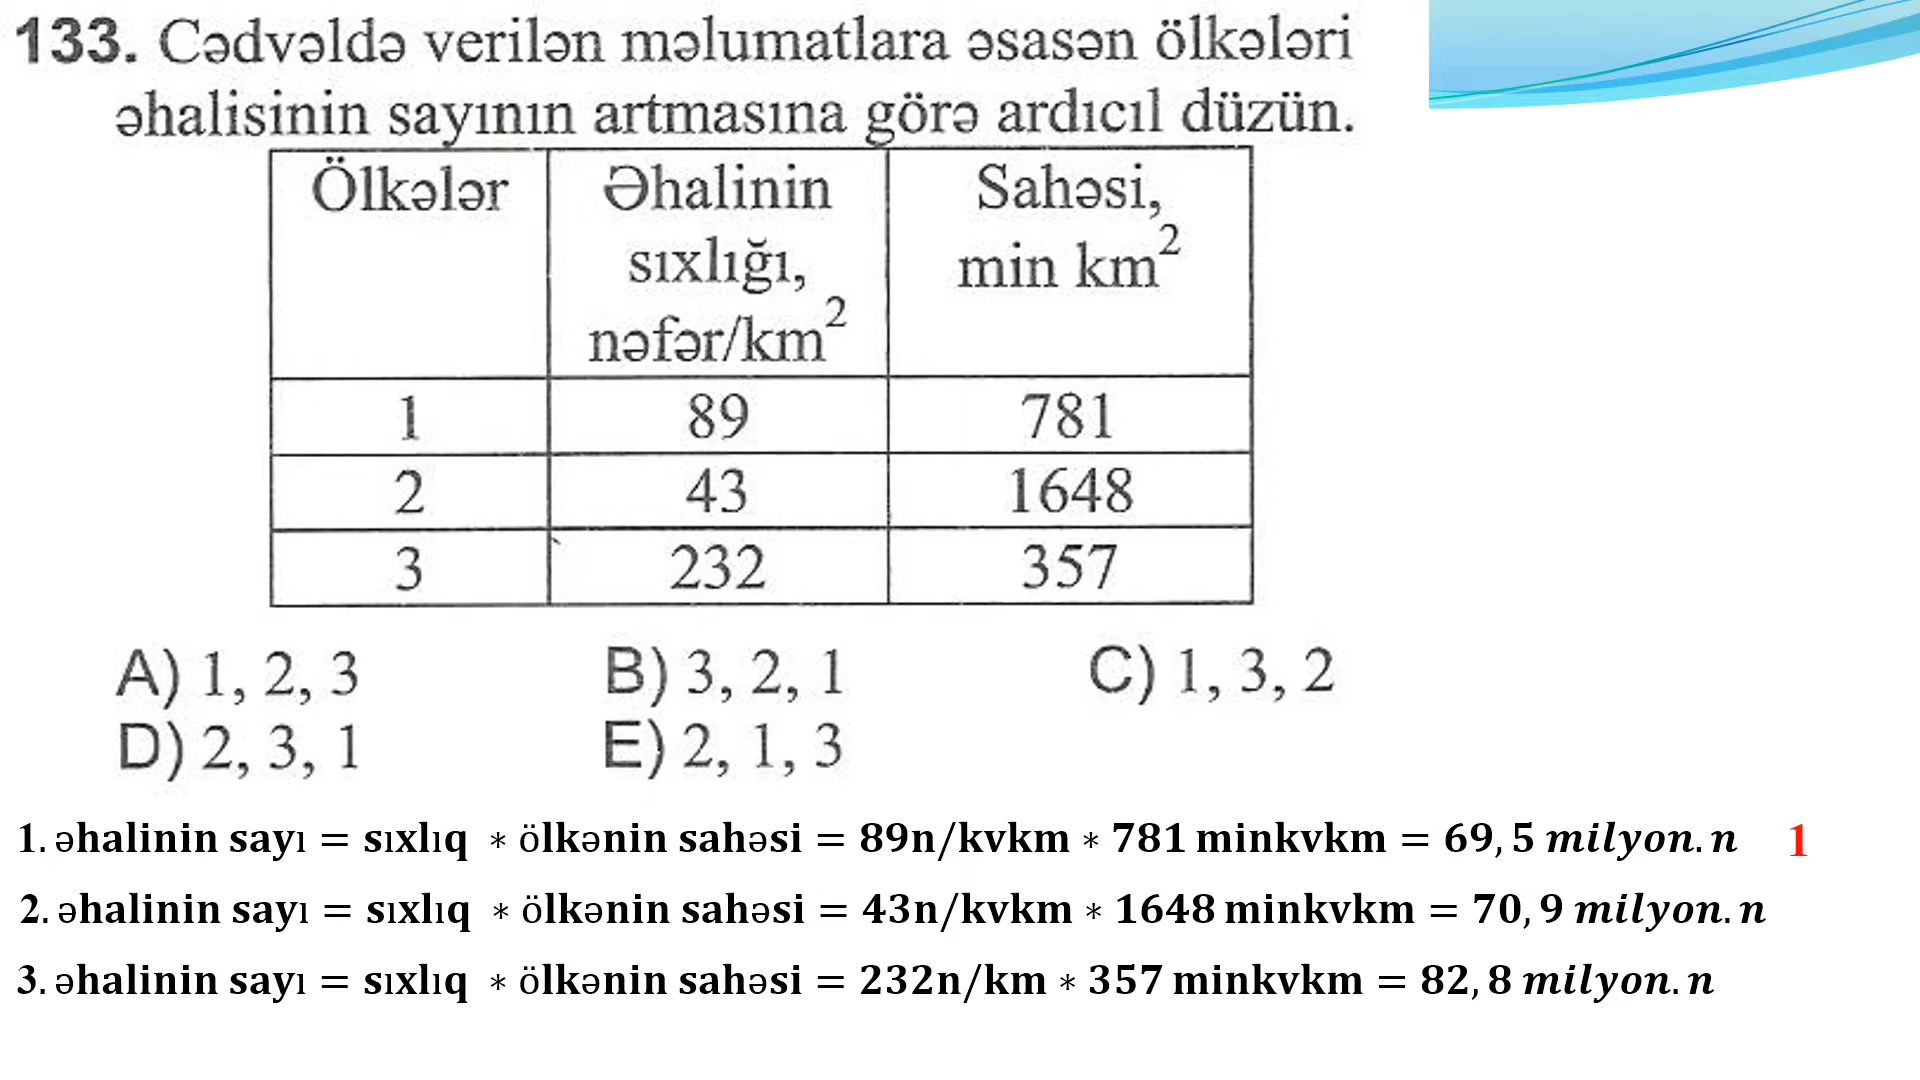 133. Cədvəldə verilən məlumatlara əsasən ölkələri
əhalisinin sayının artmasına görə ardıcıl düzün.
Ölkələr Əhalinin sıxlığı, nəfər/km² Sahəsi, min km²
1 89 781
2 43 1648
3 232 357
A) 1, 2, 3 B) 3, 2, 1 C) 1, 3, 2
D) 2, 3, 1 E) 2, 1, 3
1. əhalinin sayı = sıxlıq ∗ ölkənin sahəsi = 89n/kvkm ∗ 781 minkvkm = 69, 5 milyon. n 1
2. əhalinin sayı = sıxlıq ∗ ölkənin sahəsi = 43n/kvkm ∗ 1648 minkvkm = 70, 9 milyon. n
3. əhalinin sayı = sıxlıq ∗ ölkənin sahəsi = 232n/km ∗ 357 minkvkm = 82, 8 milyon. n